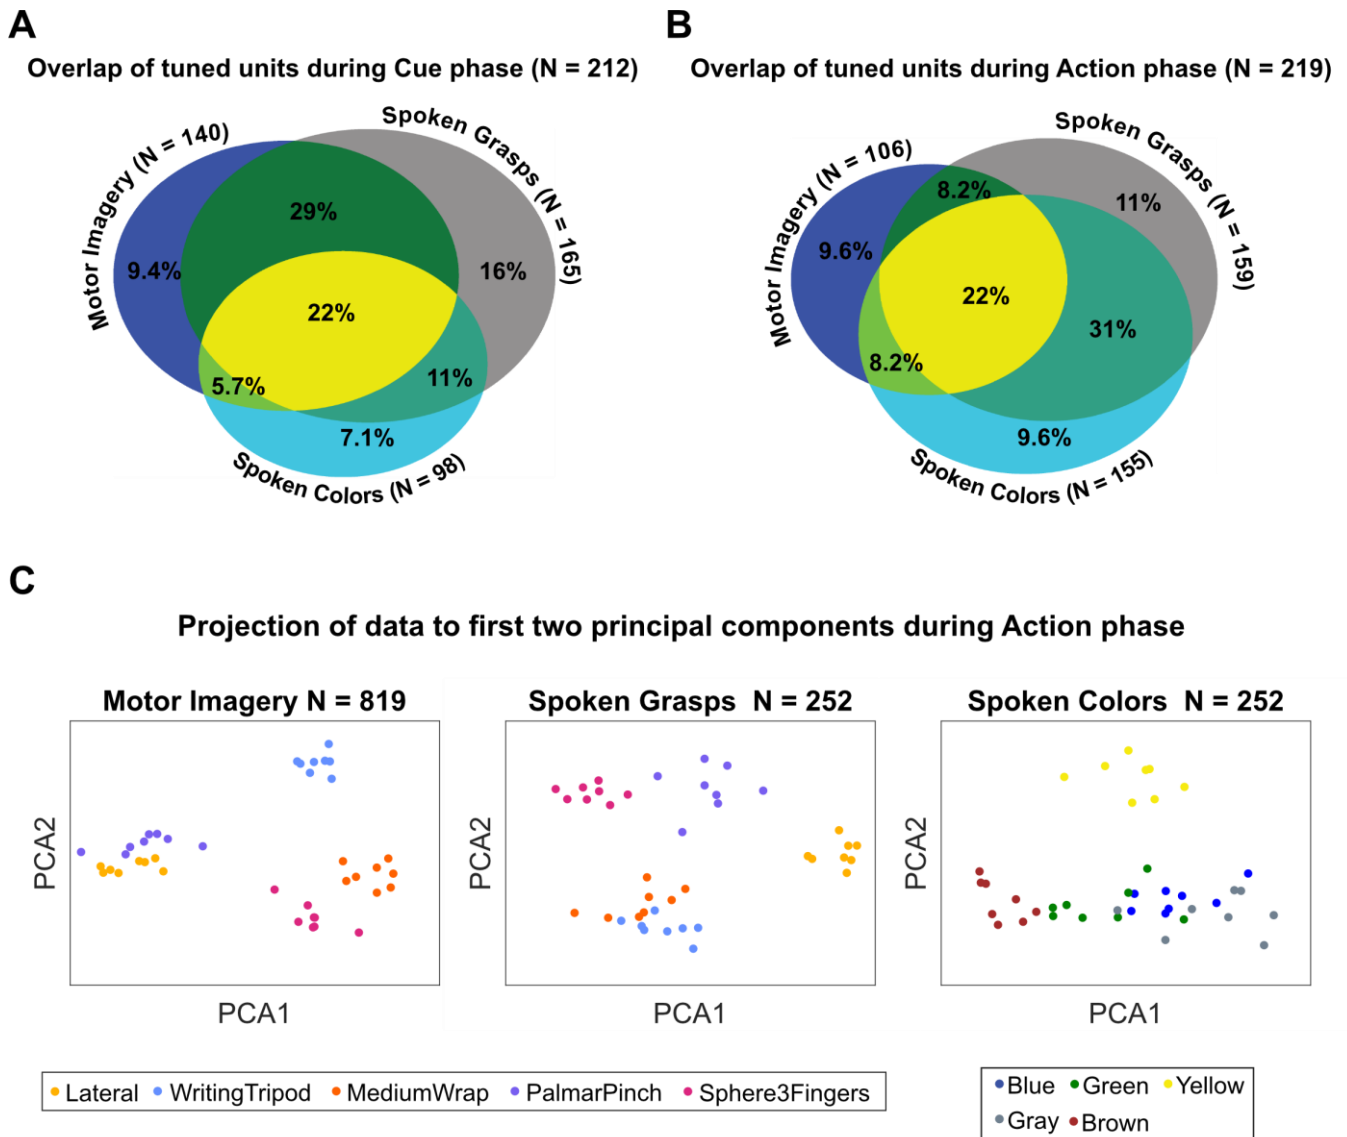 A
Overlap of tuned units during Cue phase (N = 212)
Motor Imagery (N = 140)
Spoken Grasps (N = 165)
29%
9.4%
16%
22%
5.7%
11%
7.1%
Spoken Colors (N = 98)
B
Overlap of tuned units during Action phase (N = 219)
Motor Imagery (N = 106)
Spoken Grasps (N = 159)
8.2%
11%
9.6%
22%
31%
8.2%
9.6%
Spoken Colors (N = 155)
C
Projection of data to first two principal components during Action phase
Motor Imagery N = 819
PCA2
PCA1
Spoken Grasps N = 252
PCA2
PCA1
Spoken Colors N = 252
PCA2
PCA1
Lateral WritingTripod MediumWrap PalmarPinch Sphere3Fingers
Blue Green Yellow
Gray Brown